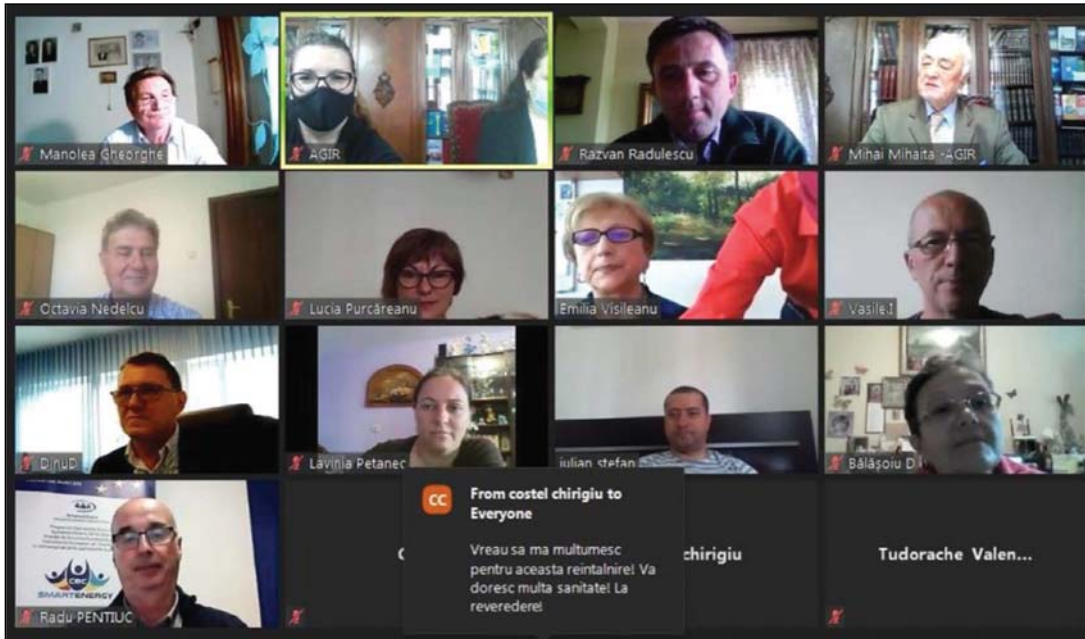 Manolea Gheorghe
AGIR
Razvan Radulescu
Mihai Mihaita -AGIR
Octavia Nedelcu
Lucia Purcăreanu
Emilia Visileanu
Vasile.I
DinuD
Lavinia Petanec
iulian stefan
Bălășoiu D
CBC
SMARTENERGY
Radu PENTIUC
CC
From costel chirigiu to
Everyone
Vreau sa ma multumesc
pentru aceasta reintalnire! Va
doresc multa sanitate! La
reveredere!
chirigiu
Tudorache Valen...